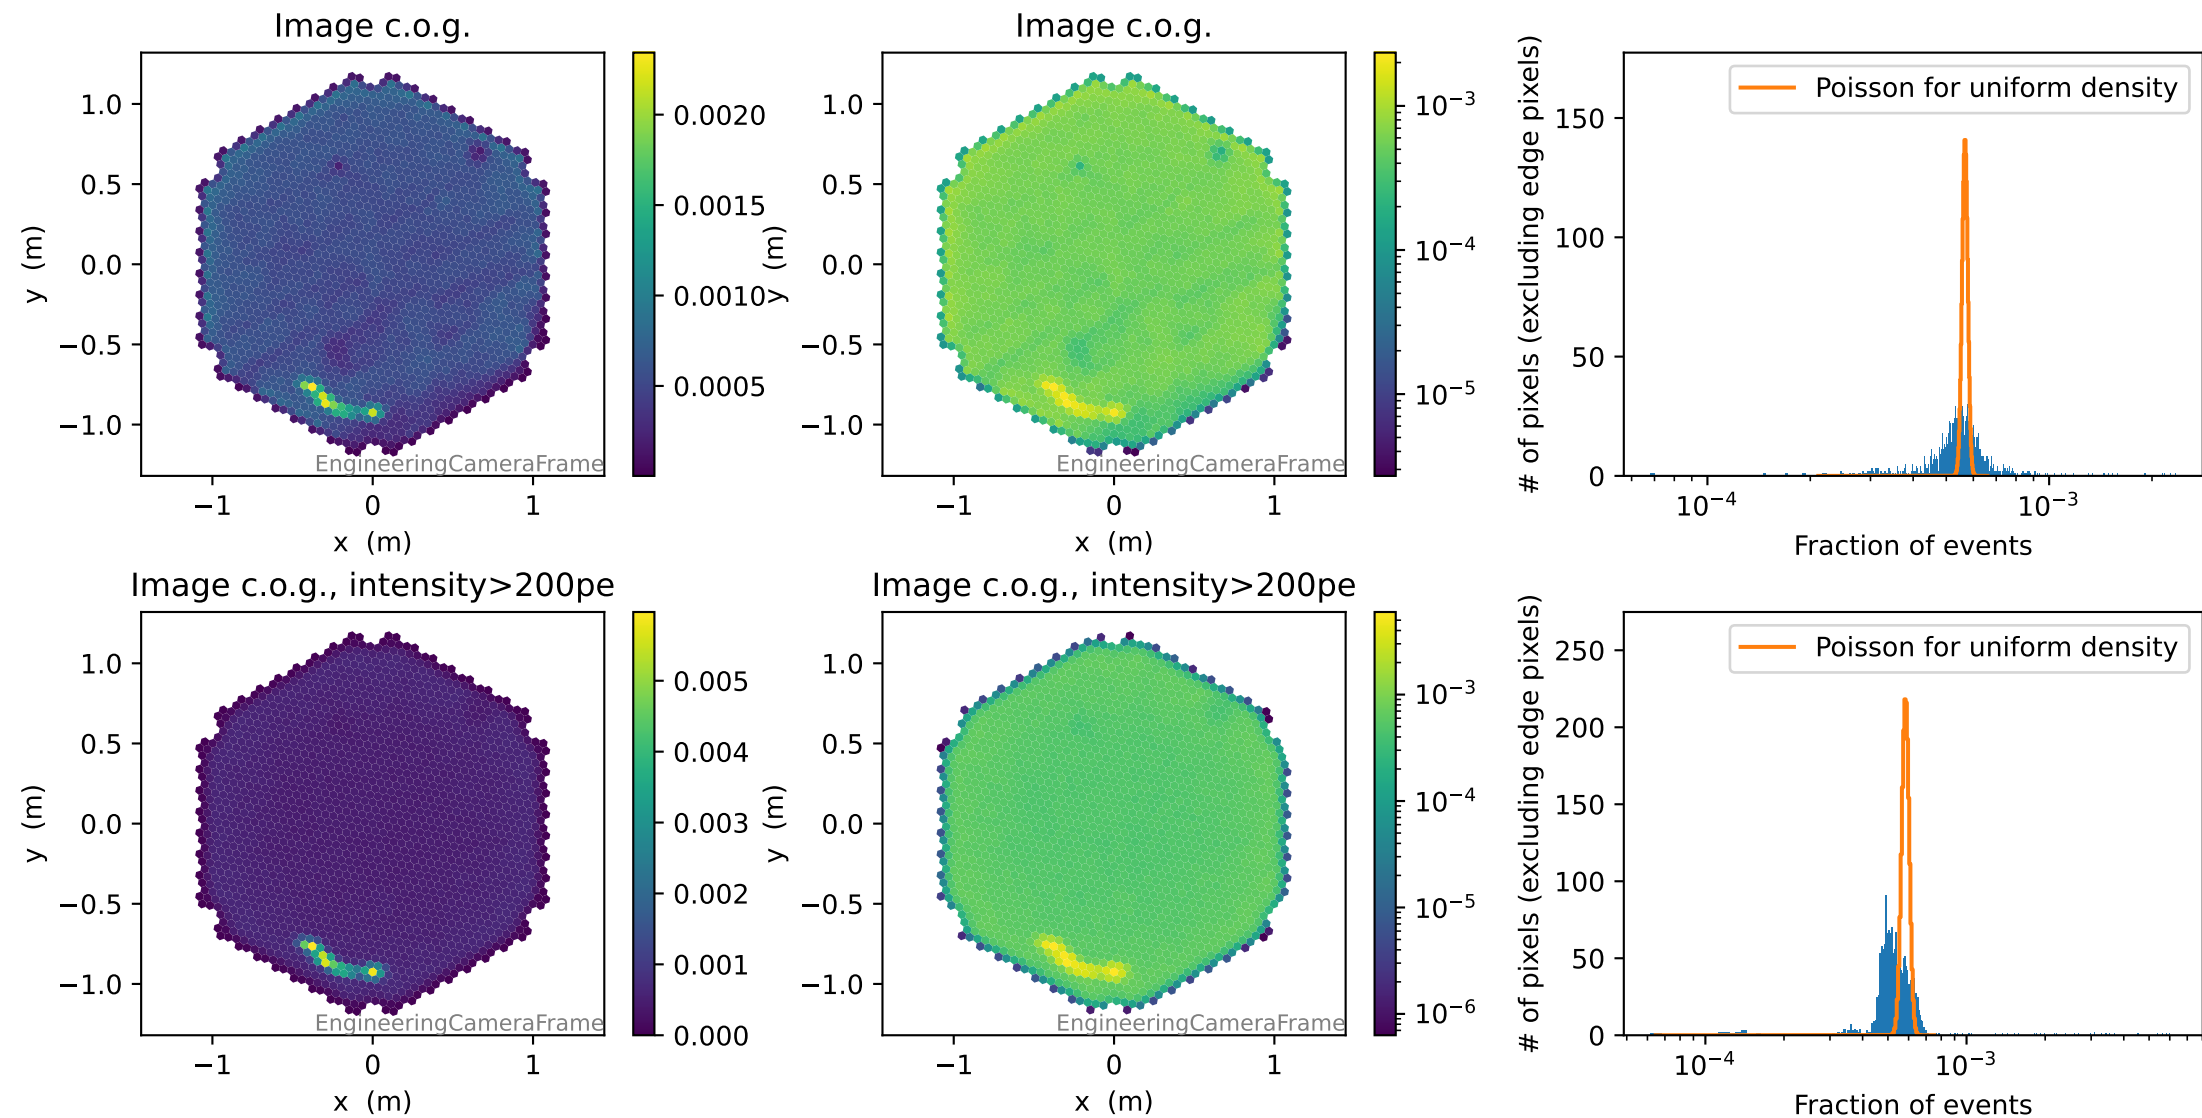 Image c.o.g.
1.0
0.5
0.0
−0.5
−1.0
y (m)
−1
0
1
x (m)
EngineeringCameraFrame
0.0020
0.0015
0.0010
0.0005
Image c.o.g.
1.0
0.5
0.0
−0.5
−1.0
y (m)
−1
0
1
x (m)
EngineeringCameraFrame
10⁻³
10⁻⁴
10⁻⁵
# of pixels (excluding edge pixels)
150
100
50
0
Poisson for uniform density
10⁻⁴
10⁻³
Fraction of events
Image c.o.g., intensity>200pe
1.0
0.5
0.0
−0.5
−1.0
y (m)
−1
0
1
x (m)
EngineeringCameraFrame
0.005
0.004
0.003
0.002
0.001
0.000
Image c.o.g., intensity>200pe
1.0
0.5
0.0
−0.5
−1.0
y (m)
−1
0
1
x (m)
EngineeringCameraFrame
10⁻³
10⁻⁴
10⁻⁵
10⁻⁶
# of pixels (excluding edge pixels)
250
200
150
100
50
0
Poisson for uniform density
10⁻⁴
10⁻³
Fraction of events